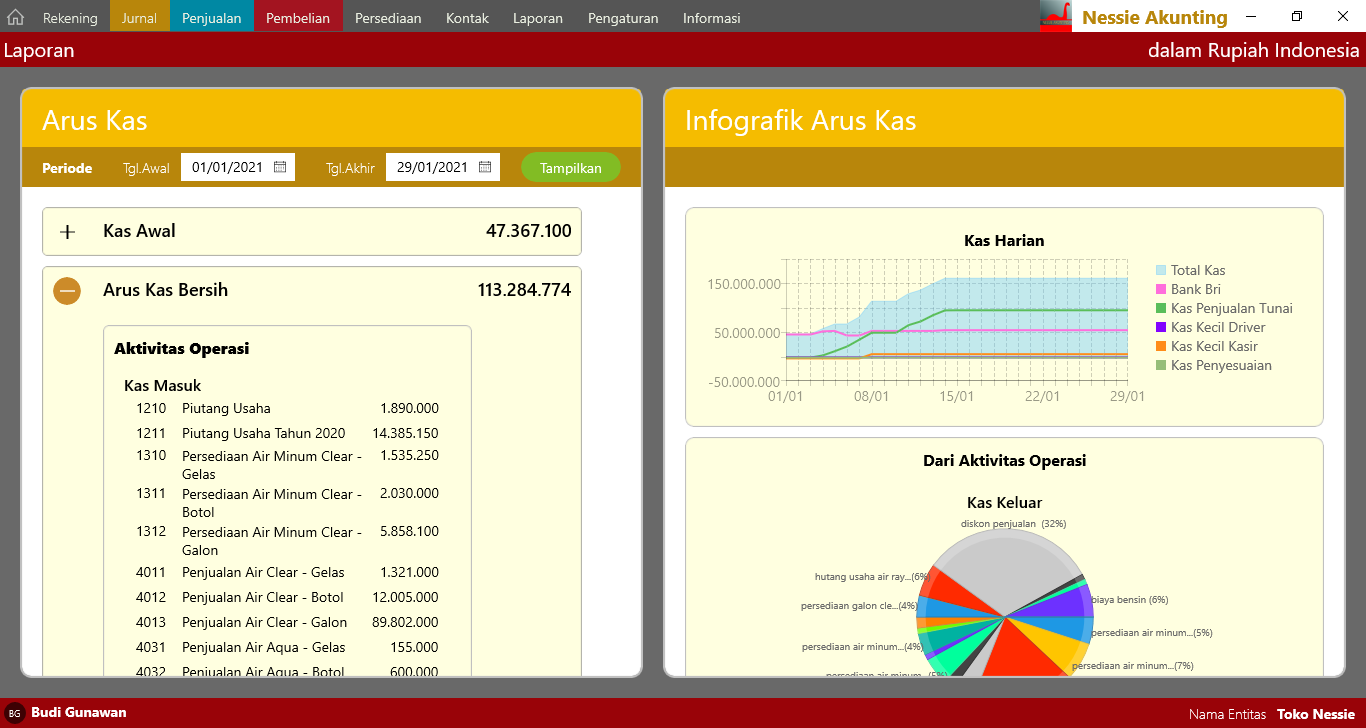 Rekening Jurnal Penjualan Pembelian Persediaan Kontak Laporan Pengaturan Informasi Nessie Akunting
Laporan dalam Rupiah Indonesia
Arus Kas
Periode Tgl.Awal 01/01/2021 Tgl.Akhir 29/01/2021 Tampilkan
Kas Awal 47.367.100
Arus Kas Bersih 113.284.774
Aktivitas Operasi
Kas Masuk
1210 Piutang Usaha 1.890.000
1211 Piutang Usaha Tahun 2020 14.385.150
1310 Persediaan Air Minum Clear - 1.535.250
Gelas
1311 Persediaan Air Minum Clear - 2.030.000
Botol
1312 Persediaan Air Minum Clear - 5.858.100
Galon
4011 Penjualan Air Clear - Gelas 1.321.000
4012 Penjualan Air Clear - Botol 12.005.000
4013 Penjualan Air Clear - Galon 89.802.000
4031 Penjualan Air Aqua - Gelas 155.000
4032 Penjualan Air Aqua - Botol 600.000
Infografik Arus Kas
Kas Harian
150.000.000
50.000.000
-50.000.000
01/01 08/01 15/01 22/01 29/01
Total Kas
Bank Bri
Kas Penjualan Tunai
Kas Kecil Driver
Kas Kecil Kasir
Kas Penyesuaian
Dari Aktivitas Operasi
Kas Keluar
diskon penjualan (32%)
hutang usaha air ray...(6%)
biaya bensin (6%)
persediaan galon cle...(4%)
persediaan air minum...(5%)
persediaan air minum...(4%)
persediaan air minum...(7%)
persediaan air minum...(5%)
BG Budi Gunawan Nama Entitas Toko Nessie